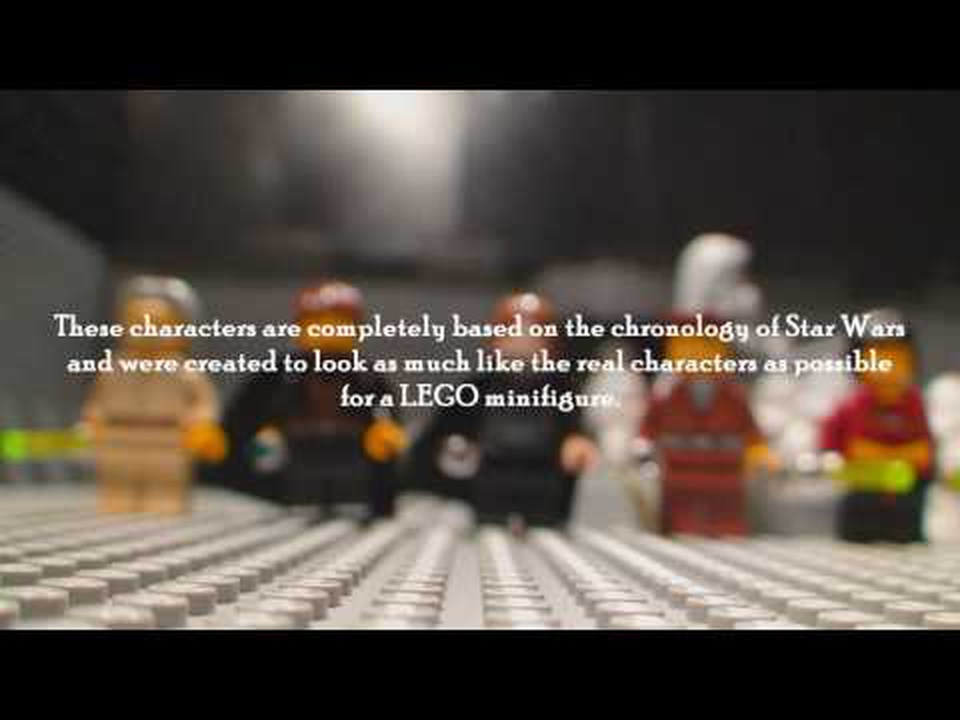 These characters are completely based on the chronology of Star Wars
and were created to look as much like the real characters as possible
for a LEGO minifigure.